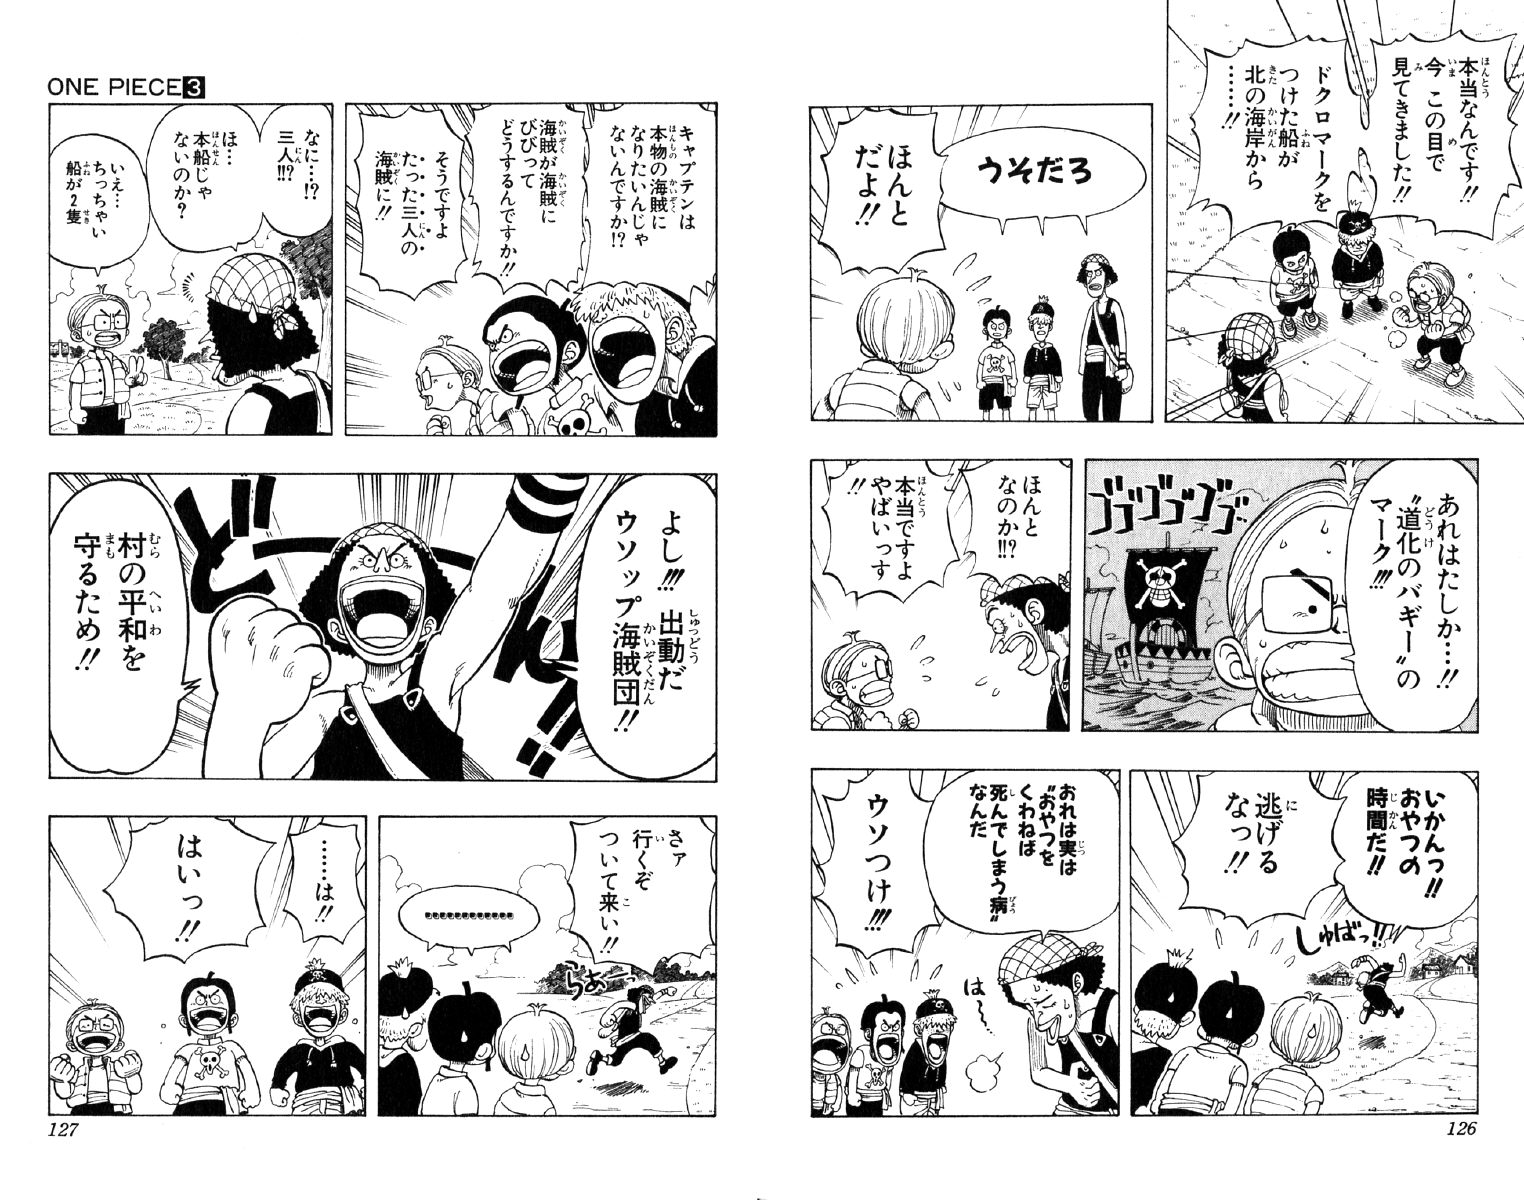 本当なんです!!
今 この目で
見てきました!!
ドクロマークを
つけた船が
北の海岸から
………!!
うそだろ
ほんと
だよ!!
あれはたしか…!!
“道化のバギー”の
マーク!!!
ゴゴゴゴゴゴ
ほんと
なのか!!?
本当ですよ
やばいっす
!!
いかんっ!!
おやつの
時間だ!!
逃げる
なっ!!
しゅばっ!!
おれは実は
“おやつを
くわねば
死んでしまう病”
なんだ
ウソつけ!!!
は〜
126
ONE PIECE 3
キャプテンは
本物の海賊に
なりたいんじゃ
ないんですか!?
海賊が海賊に
びびって
どうするんですか!!
そうですよ
たった三人の
海賊に!!
なに…!?
三人!!?
ほ…
本船じゃ
ないのか?
いえ…
ちっちゃい
船が2隻
よし!!! 出動だ
ウソップ海賊団!!
どーーん!!
村の平和を
守るため!!
さァ
行くぞ
ついて来い!!
らあーっ
…………
……は!!
はいっ!!
127